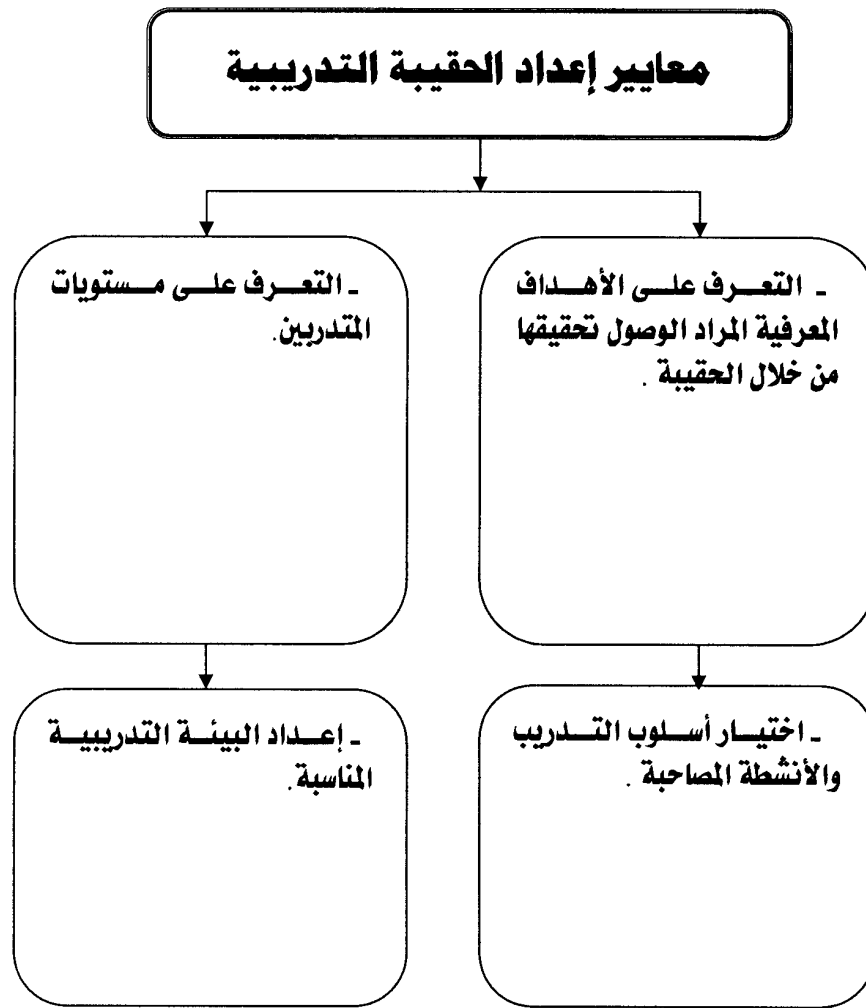 معايير إعداد الحقيبة التدريبية
ـ التعرف على الأهداف
المعرفية المراد الوصول تحقيقها
من خلال الحقيبة .
ـ التعرف على مستويات
المتدربين.
ـ اختيار أسلوب التدريب
والأنشطة المصاحبة .
ـ إعداد البيئة التدريبية
المناسبة.